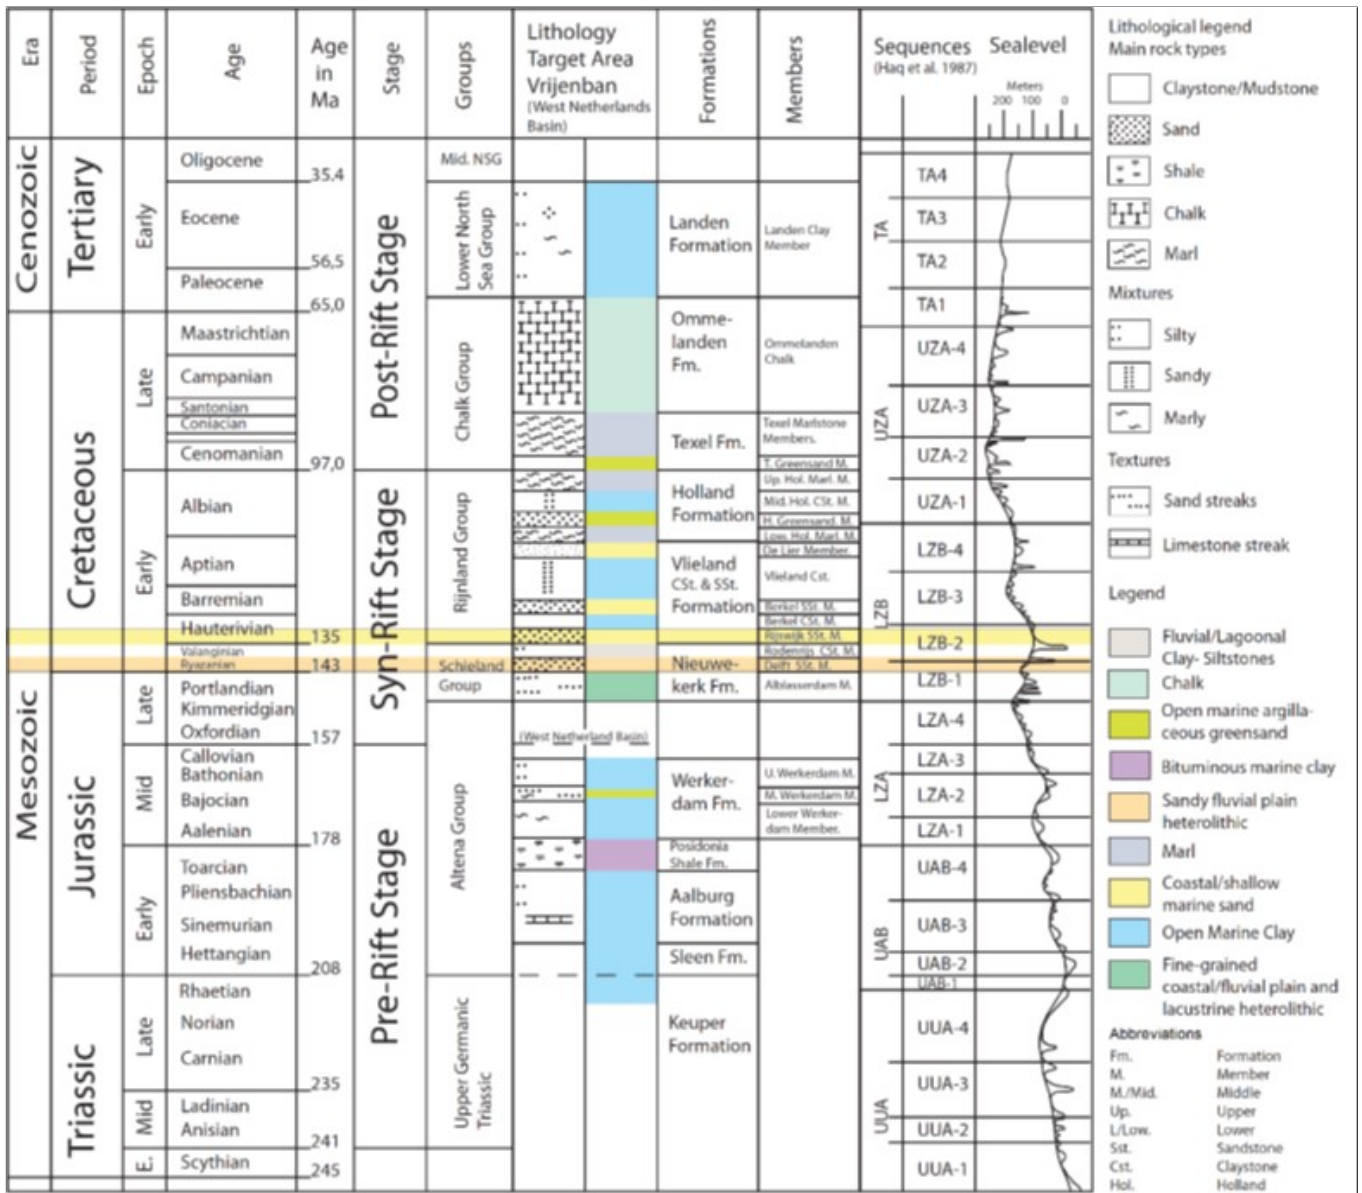 Era
Period
Epoch
Age
Age
in
Ma
Stage
Groups
Lithology
Target Area
Vrijenban
(West Netherlands
Basin)
Formations
Members
Sequences
(Haq et al. 1987)
Sealevel
Meters
200 100 0
Cenozoic
Mesozoic
Tertiary
Cretaceous
Jurassic
Triassic
Early
Late
Early
Late
Mid
Early
Late
Mid
E.
Oligocene
Eocene
Paleocene
Maastrichtian
Campanian
Santonian
Coniacian
Cenomanian
Albian
Aptian
Barremian
Hauterivian
Valanginian
Ryazanian
Portlandian
Kimmeridgian
Oxfordian
Callovian
Bathonian
Bajocian
Aalenian
Toarcian
Pliensbachian
Sinemurian
Hettangian
Rhaetian
Norian
Carnian
Ladinian
Anisian
Scythian
35.4
56,5
65,0
97,0
135
143
157
178
208
235
241
245
Post-Rift Stage
Syn-Rift Stage
Pre-Rift Stage
Mid. NSG
Lower North
Sea Group
Chalk Group
Rijnland Group
Schieland
Group
Altena Group
Upper Germanic
Triassic
(West Netherland Basin)
Landen
Formation
Omme-
landen
Fm.
Texel Fm.
Holland
Formation
Vlieland
CSt. & SSt.
Formation
Nieuwe-
kerk Fm.
Werker-
dam Fm.
Posidonia
Shale Fm.
Aalburg
Formation
Sleen Fm.
Keuper
Formation
Landen Clay
Member
Ommelanden
Chalk
Texel Marlstone
Members.
T. Greensand M.
Up. Hol. Marl. M.
Mid. Hol. CSt. M.
H. Greensand. M.
Low. Hol. Marl. M.
De Lier Member.
Vlieland Cst.
Berkel SSt. M.
Berkel CSt. M.
Rijswijk SSt. M.
Rodenrijs CSt. M.
Delft SSt. M.
Alblasserdam M.
U. Werkerdam M.
M. Werkerdam M.
Lower Werker-
dam Member.
TA
UZA
LZB
LZA
UAB
UUA
TA4
TA3
TA2
TA1
UZA-4
UZA-3
UZA-2
UZA-1
LZB-4
LZB-3
LZB-2
LZB-1
LZA-4
LZA-3
LZA-2
LZA-1
UAB-4
UAB-3
UAB-2
UAB-1
UUA-4
UUA-3
UUA-2
UUA-1
Lithological legend
Main rock types
Claystone/Mudstone
Sand
Shale
Chalk
Marl
Mixtures
Silty
Sandy
Marly
Textures
Sand streaks
Limestone streak
Legend
Fluvial/Lagoonal
Clay- Siltstones
Chalk
Open marine argilla-
ceous greensand
Bituminous marine clay
Sandy fluvial plain
heterolithic
Marl
Coastal/shallow
marine sand
Open Marine Clay
Fine-grained
coastal/fluvial plain and
lacustrine heterolithic
Abbreviations
Fm. Formation
M. Member
M./Mid. Middle
Up. Upper
L/Low. Lower
Sst. Sandstone
Cst. Claystone
Hol. Holland